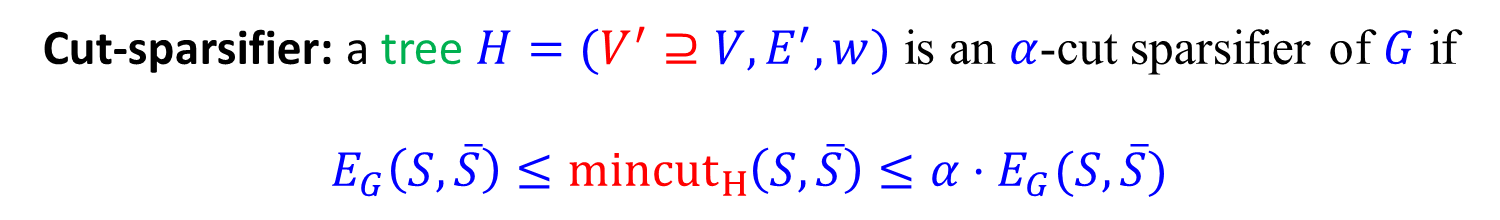 Cut-sparsifier: a tree H = (V′ ⊇ V, E′, w) is an α-cut sparsifier of G if
E_G(S, S̄) ≤ mincut_H(S, S̄) ≤ α · E_G(S, S̄)